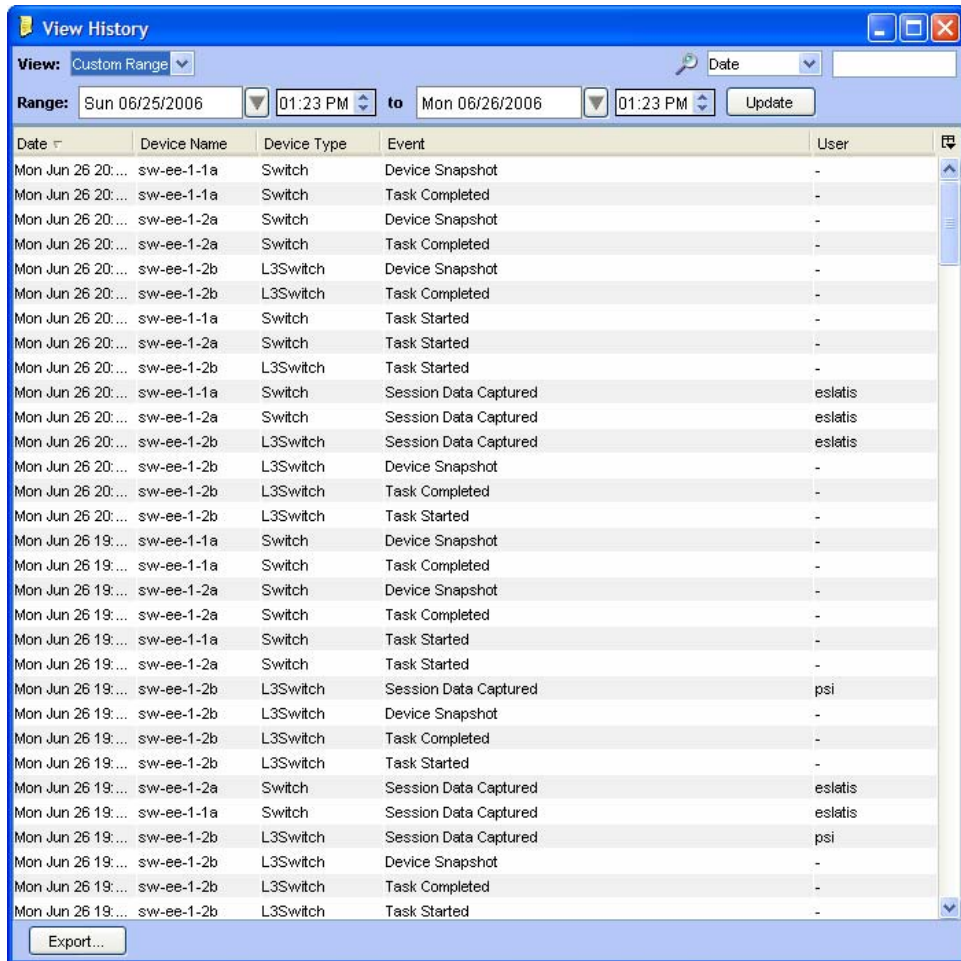 View History
View: Custom Range Date
Range: Sun 06/25/2006 01:23 PM to Mon 06/26/2006 01:23 PM Update
Date Device Name Device Type Event User
Mon Jun 26 20:... sw-ee-1-1a Switch Device Snapshot -
Mon Jun 26 20:... sw-ee-1-1a Switch Task Completed -
Mon Jun 26 20:... sw-ee-1-2a Switch Device Snapshot -
Mon Jun 26 20:... sw-ee-1-2a Switch Task Completed -
Mon Jun 26 20:... sw-ee-1-2b L3Switch Device Snapshot -
Mon Jun 26 20:... sw-ee-1-2b L3Switch Task Completed -
Mon Jun 26 20:... sw-ee-1-1a Switch Task Started -
Mon Jun 26 20:... sw-ee-1-2a Switch Task Started -
Mon Jun 26 20:... sw-ee-1-2b L3Switch Task Started -
Mon Jun 26 20:... sw-ee-1-1a Switch Session Data Captured eslatis
Mon Jun 26 20:... sw-ee-1-2a Switch Session Data Captured eslatis
Mon Jun 26 20:... sw-ee-1-2b L3Switch Session Data Captured eslatis
Mon Jun 26 20:... sw-ee-1-2b L3Switch Device Snapshot -
Mon Jun 26 20:... sw-ee-1-2b L3Switch Task Completed -
Mon Jun 26 20:... sw-ee-1-2b L3Switch Task Started -
Mon Jun 26 19:... sw-ee-1-1a Switch Device Snapshot -
Mon Jun 26 19:... sw-ee-1-1a Switch Task Completed -
Mon Jun 26 19:... sw-ee-1-2a Switch Device Snapshot -
Mon Jun 26 19:... sw-ee-1-2a Switch Task Completed -
Mon Jun 26 19:... sw-ee-1-1a Switch Task Started -
Mon Jun 26 19:... sw-ee-1-2a Switch Task Started -
Mon Jun 26 19:... sw-ee-1-2b L3Switch Session Data Captured psi
Mon Jun 26 19:... sw-ee-1-2b L3Switch Device Snapshot -
Mon Jun 26 19:... sw-ee-1-2b L3Switch Task Completed -
Mon Jun 26 19:... sw-ee-1-2b L3Switch Task Started -
Mon Jun 26 19:... sw-ee-1-2a Switch Session Data Captured eslatis
Mon Jun 26 19:... sw-ee-1-1a Switch Session Data Captured eslatis
Mon Jun 26 19:... sw-ee-1-2b L3Switch Session Data Captured psi
Mon Jun 26 19:... sw-ee-1-2b L3Switch Device Snapshot -
Mon Jun 26 19:... sw-ee-1-2b L3Switch Task Completed -
Mon Jun 26 19:... sw-ee-1-2b L3Switch Task Started -
Export...